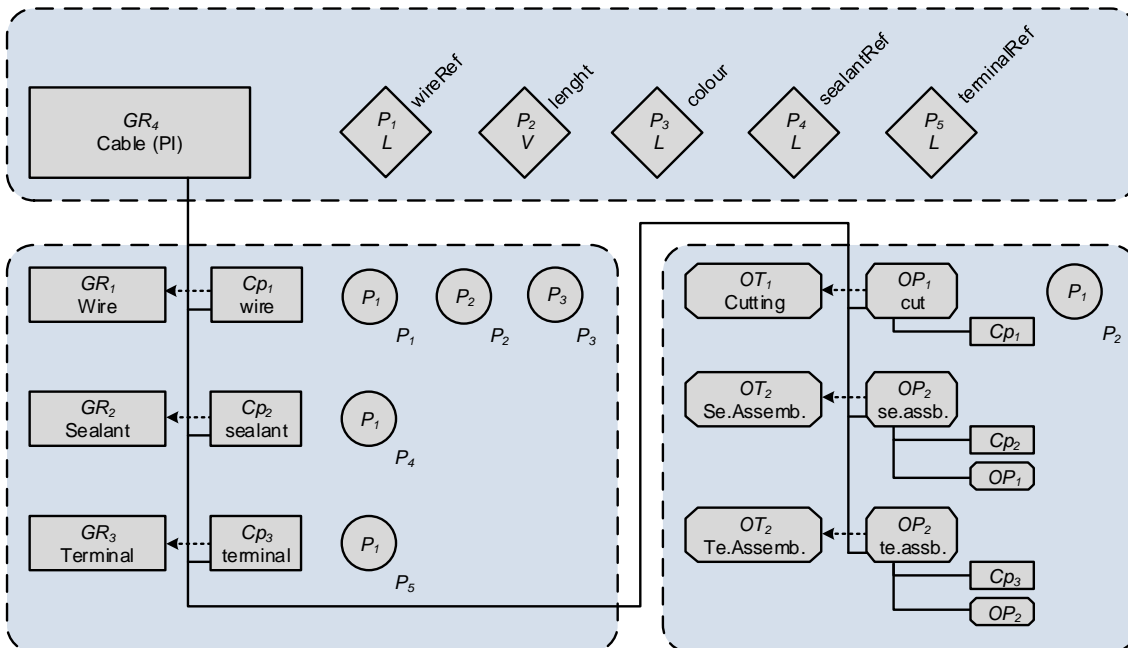 GR4
Cable (PI)
P1
L
wireRef
P2
V
lenght
P3
L
colour
P4
L
sealantRef
P5
L
terminalRef
GR1
Wire
Cp1
wire
P1
P1
P2
P2
P3
P3
GR2
Sealant
Cp2
sealant
P1
P4
GR3
Terminal
Cp3
terminal
P1
P5
OT1
Cutting
OP1
cut
Cp1
P1
P2
OT2
Se.Assemb.
OP2
se.assb.
Cp2
OP1
OT2
Te.Assemb.
OP2
te.assb.
Cp3
OP2